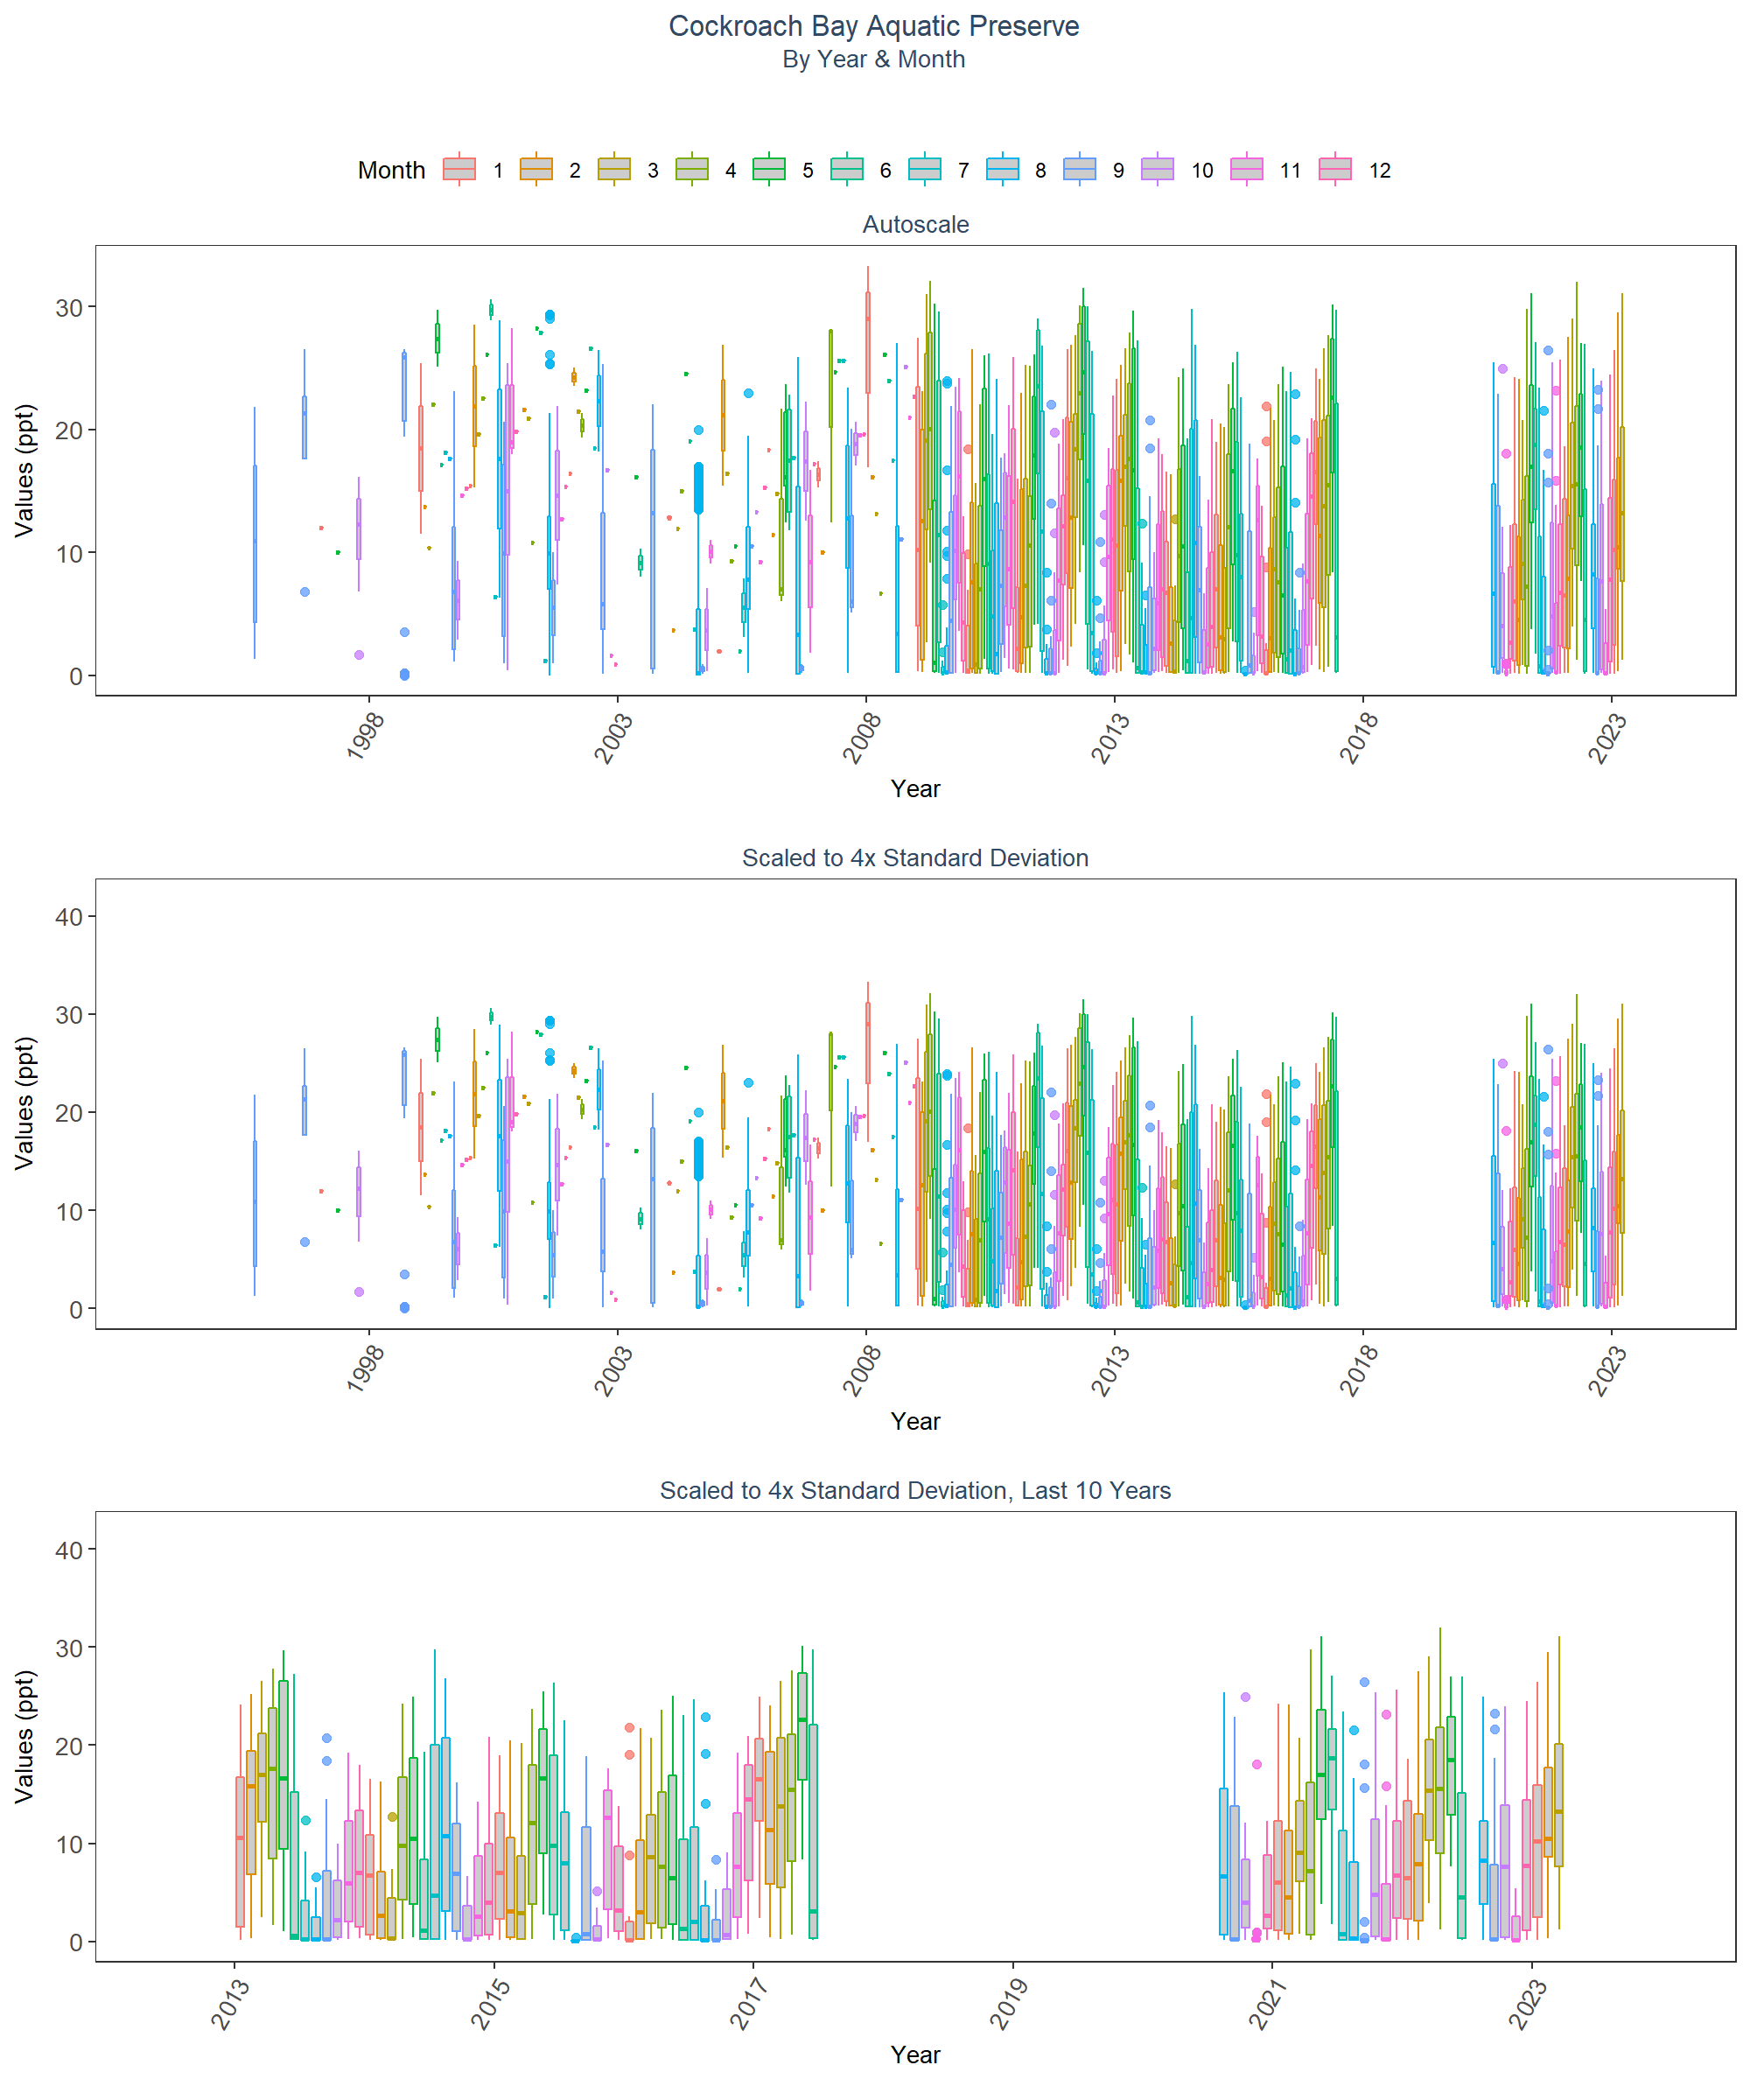 Cockroach Bay Aquatic Preserve
By Year & Month
Month 1 2 3 4 5 6 7 8 9 10 11 12
Autoscale
Values (ppt)
30
20
10
0
1998 2003 2008 2013 2018 2023
Year
Scaled to 4x Standard Deviation
Values (ppt)
40
30
20
10
0
1998 2003 2008 2013 2018 2023
Year
Scaled to 4x Standard Deviation, Last 10 Years
Values (ppt)
40
30
20
10
0
2013 2015 2017 2019 2021 2023
Year